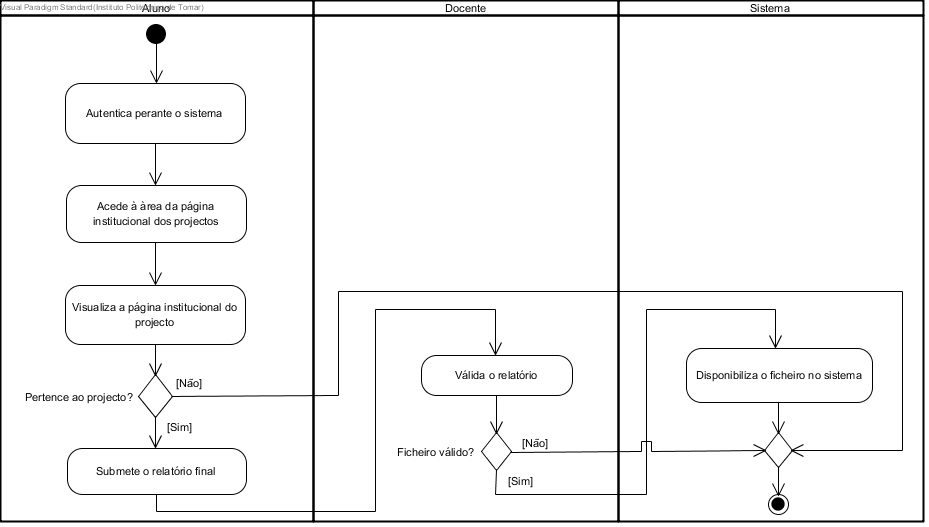 Visual Paradigm Standard(Instituto Politecnico de Tomar)
Aluno
Docente
Sistema
Autentica perante o sistema
Acede à àrea da página
institucional dos projectos
Visualiza a página institucional do
projecto
Pertence ao projecto?
[Não]
[Sim]
Submete o relatório final
Válida o relatório
Ficheiro válido?
[Não]
[Sim]
Disponibiliza o ficheiro no sistema